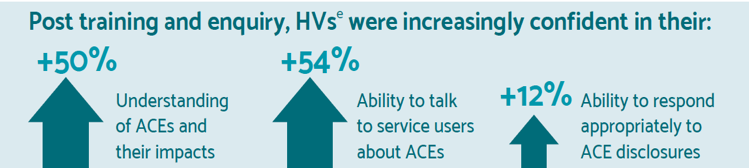 Post training and enquiry, HVsᵉ were increasingly confident in their:
+50%
Understanding
of ACEs and
their impacts
+54%
Ability to talk
to service users
about ACEs
+12%
Ability to respond
appropriately to
ACE disclosures